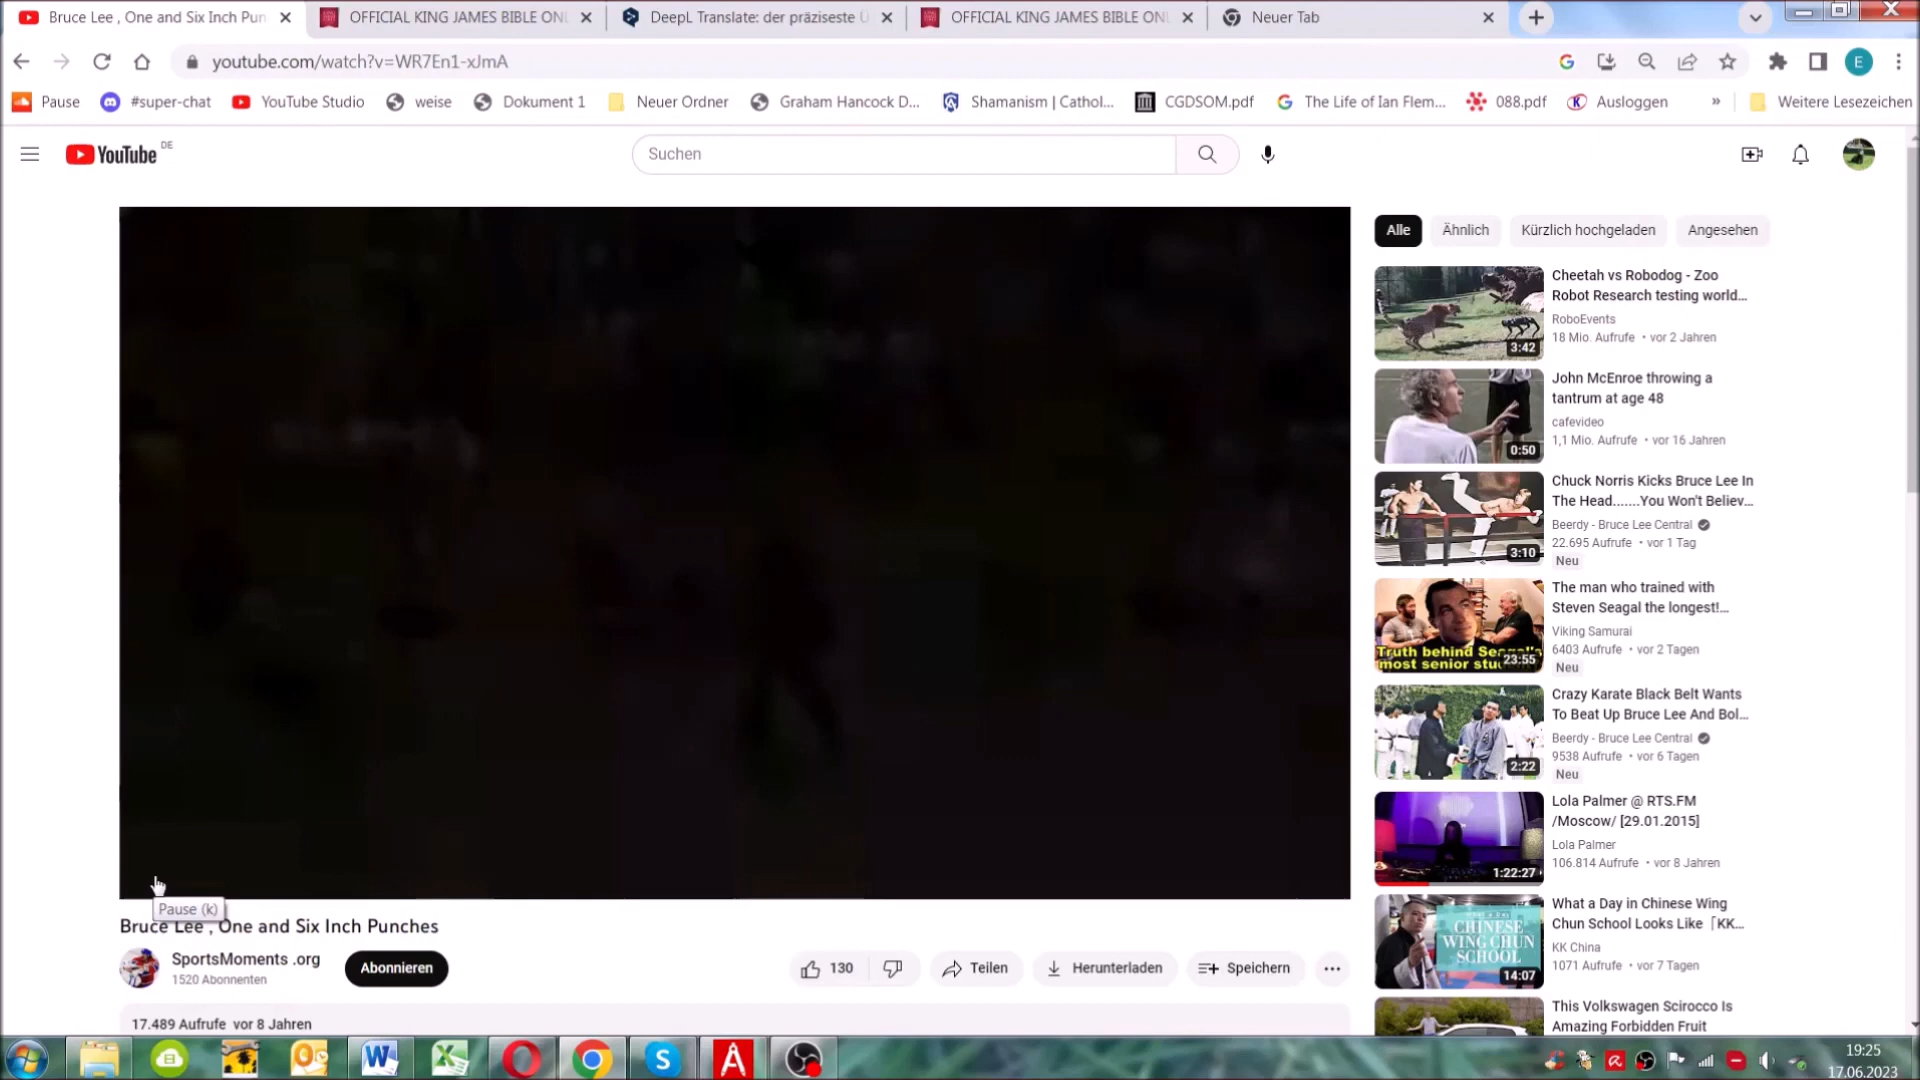 Bruce Lee , One and Six Inch Pun
OFFICIAL KING JAMES BIBLE ONL
DeepL Translate: der präziseste Ü
OFFICIAL KING JAMES BIBLE ONL
Neuer Tab
youtube.com/watch?v=WR7En1-xJmA
E
Pause
#super-chat
YouTube Studio
weise
Dokument 1
Neuer Ordner
Graham Hancock D...
Shamanism | Cathol...
CGDSOM.pdf
The Life of Ian Flem...
088.pdf
Ausloggen
»
Weitere Lesezeichen
YouTube DE
Suchen
Alle
Ähnlich
Kürzlich hochgeladen
Angesehen
Cheetah vs Robodog - Zoo
Robot Research testing world...
RoboEvents
18 Mio. Aufrufe • vor 2 Jahren
3:42
John McEnroe throwing a
tantrum at age 48
cafevideo
1,1 Mio. Aufrufe • vor 16 Jahren
0:50
Chuck Norris Kicks Bruce Lee In
The Head.......You Won't Believ...
Beerdy - Bruce Lee Central
22.695 Aufrufe • vor 1 Tag
Neu
3:10
The man who trained with
Steven Seagal the longest!...
Viking Samurai
6403 Aufrufe • vor 2 Tagen
Neu
Truth behind Seagal's
most senior stu
23:55
Crazy Karate Black Belt Wants
To Beat Up Bruce Lee And Bol...
Beerdy - Bruce Lee Central
9538 Aufrufe • vor 6 Tagen
Neu
2:22
Lola Palmer @ RTS.FM
/Moscow/ [29.01.2015]
Lola Palmer
106.814 Aufrufe • vor 8 Jahren
1:22:27
What a Day in Chinese Wing
Chun School Looks Like「KK...
KK China
1071 Aufrufe • vor 7 Tagen
CHINESE
WING CHUN
SCHOOL
14:07
This Volkswagen Scirocco Is
Amazing Forbidden Fruit
Pause (k)
Bruce Lee , One and Six Inch Punches
SportsMoments .org
1520 Abonnenten
Abonnieren
130
Teilen
Herunterladen
Speichern
17.489 Aufrufe vor 8 Jahren
19:25
17.06.2023